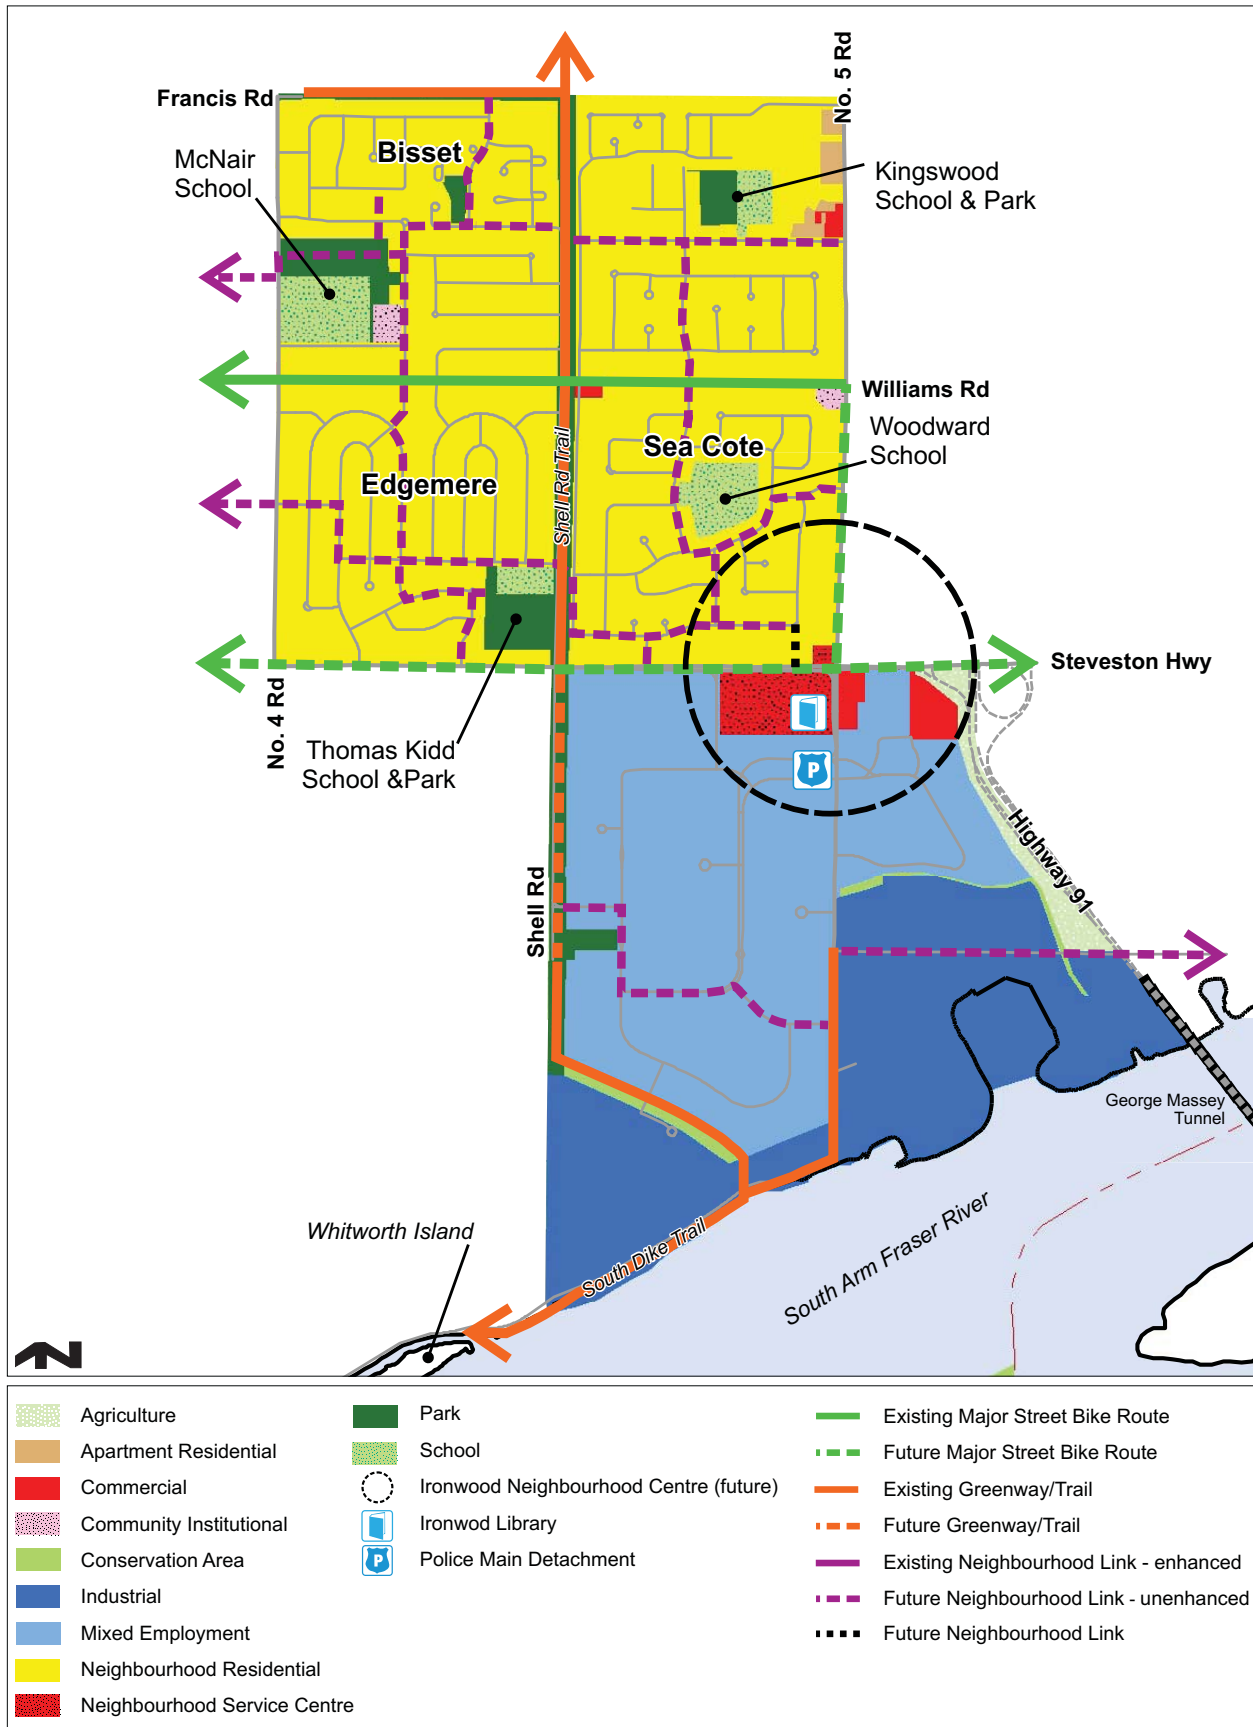 Francis Rd
No. 5 Rd
McNair
School
Bisset
Kingswood
School & Park
Williams Rd
Woodward
School
Sea Cote
Edgemere
Shell Rd Trail
Steveston Hwy
No. 4 Rd
Thomas Kidd
School &Park
P
Highway 91
Shell Rd
George Massey
Tunnel
Whitworth Island
South Dike Trail
South Arm Fraser River
N
Agriculture
Apartment Residential
Commercial
Community Institutional
Conservation Area
Industrial
Mixed Employment
Neighbourhood Residential
Neighbourhood Service Centre
Park
School
Ironwood Neighbourhood Centre (future)
Ironwod Library
P
Police Main Detachment
Existing Major Street Bike Route
Future Major Street Bike Route
Existing Greenway/Trail
Future Greenway/Trail
Existing Neighbourhood Link - enhanced
Future Neighbourhood Link - unenhanced
Future Neighbourhood Link